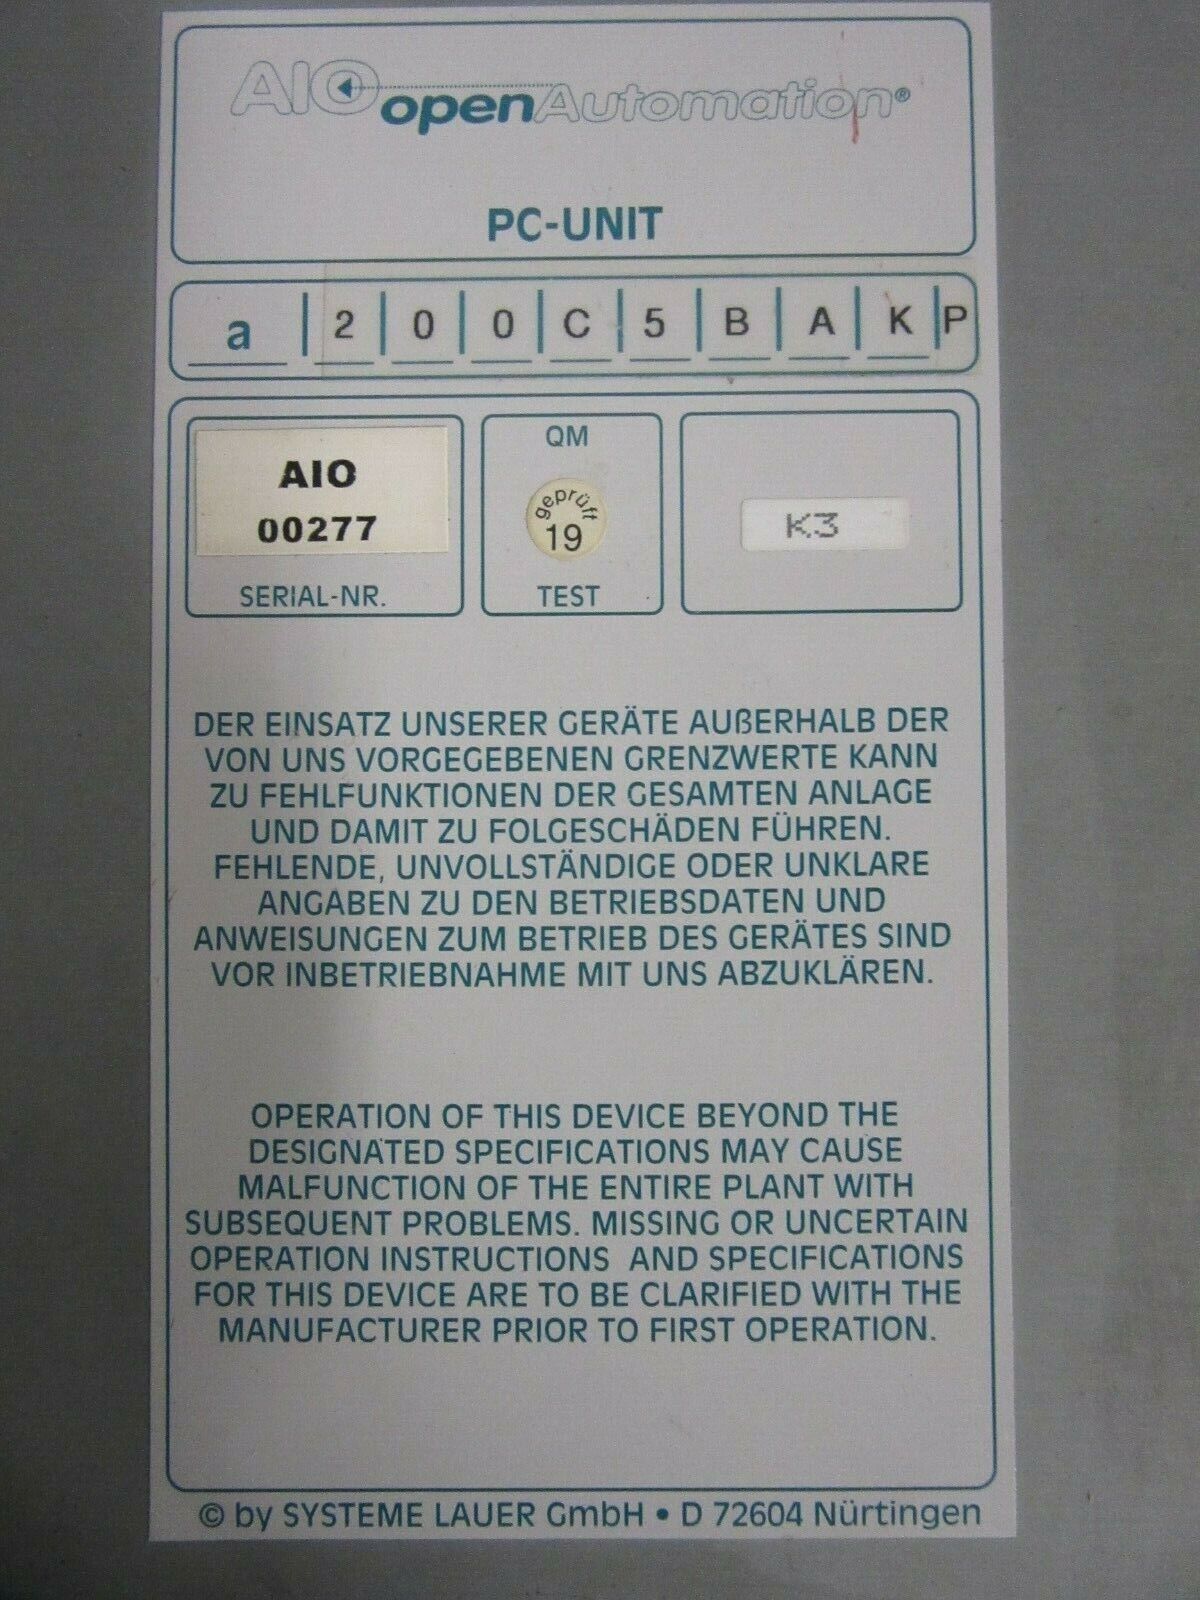 AIO openAutomation®
PC-UNIT
a | 2 | 0 | 0 | C | 5 | B | A | K | P
AIO
00277
SERIAL-NR.
QM
geprüft
19
TEST
K3
DER EINSATZ UNSERER GERÄTE AUßERHALB DER
VON UNS VORGEGEBENEN GRENZWERTE KANN
ZU FEHLFUNKTIONEN DER GESAMTEN ANLAGE
UND DAMIT ZU FOLGESCHÄDEN FÜHREN.
FEHLENDE, UNVOLLSTÄNDIGE ODER UNKLARE
ANGABEN ZU DEN BETRIEBSDATEN UND
ANWEISUNGEN ZUM BETRIEB DES GERÄTES SIND
VOR INBETRIEBNAHME MIT UNS ABZUKLÄREN.
OPERATION OF THIS DEVICE BEYOND THE
DESIGNATED SPECIFICATIONS MAY CAUSE
MALFUNCTION OF THE ENTIRE PLANT WITH
SUBSEQUENT PROBLEMS. MISSING OR UNCERTAIN
OPERATION INSTRUCTIONS AND SPECIFICATIONS
FOR THIS DEVICE ARE TO BE CLARIFIED WITH THE
MANUFACTURER PRIOR TO FIRST OPERATION.
© by SYSTEME LAUER GmbH • D 72604 Nürtingen